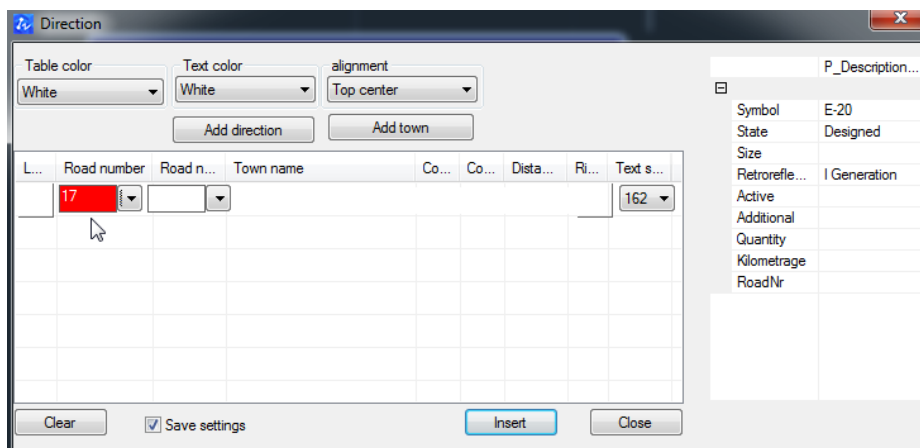 Direction
Table color
Text color
alignment
White
White
Top center
Add direction
Add town
L... Road number Road n... Town name Co... Co... Dista... Ri... Text s...
17
162
Clear
Save settings
Insert
Close
P_Description...
Symbol E-20
State Designed
Size
Retrorefle... I Generation
Active
Additional
Quantity
Kilometrage
RoadNr